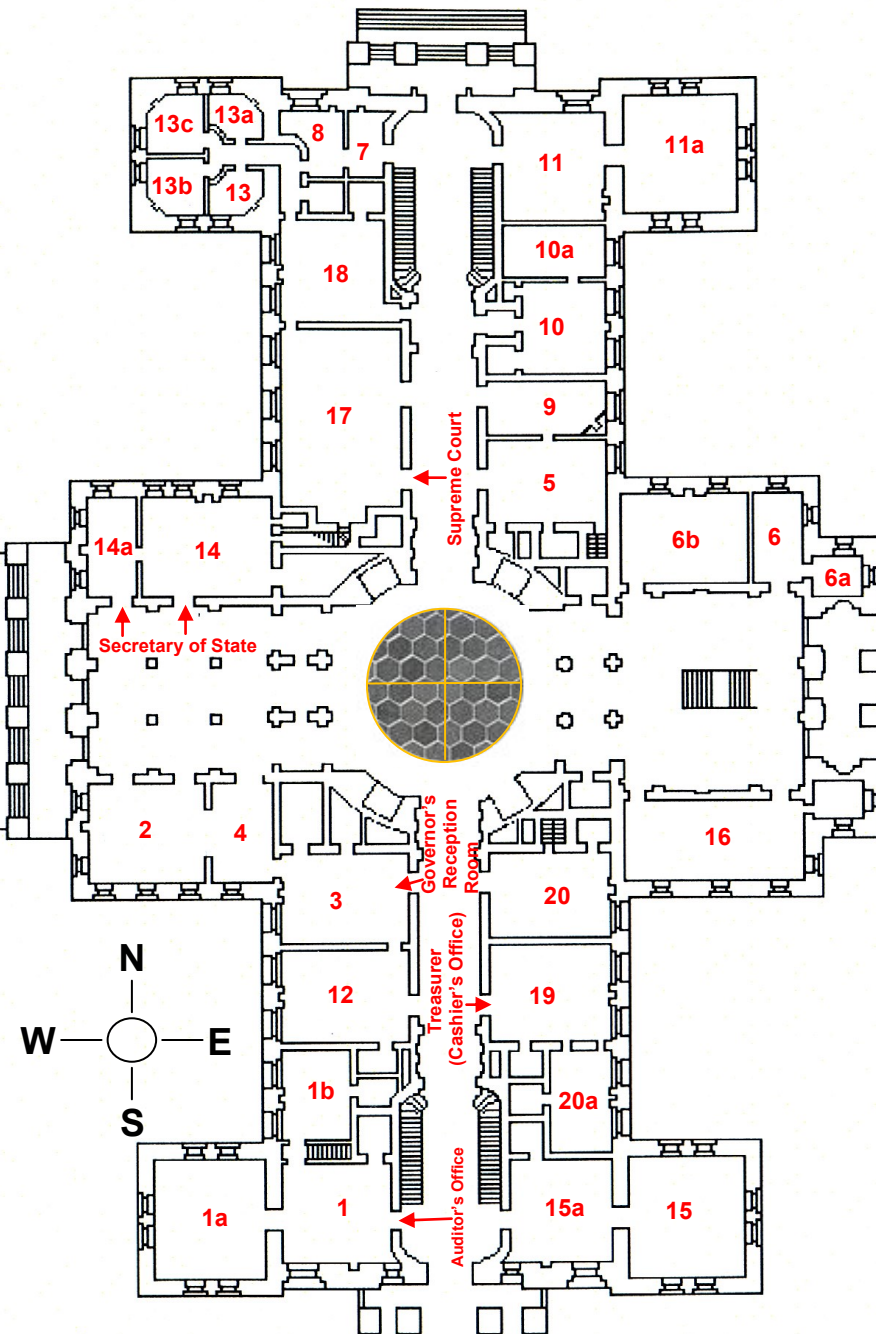 13c
13a
8
7
11
11a
13b
13
10a
18
10
9
17
Supreme Court
5
14a
14
6b
6
6a
Secretary of State
2
4
Governor's
Reception
Room
16
3
20
N
W
E
S
12
Treasurer
(Cashier's Office)
19
1b
20a
1a
1
Auditor's Office
15a
15